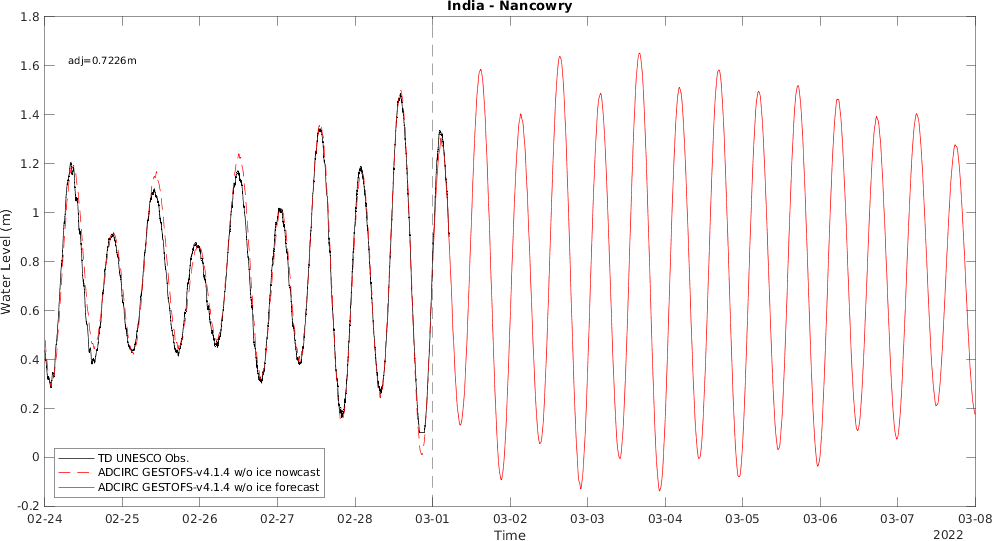 India - Nancowry
1.8
1.6
1.4
1.2
1
0.8
0.6
0.4
0.2
0
-0.2
Water Level (m)
adj=0.7226m
TD UNESCO Obs.
ADCIRC GESTOFS-v4.1.4 w/o ice nowcast
ADCIRC GESTOFS-v4.1.4 w/o ice forecast
02-24 02-25 02-26 02-27 02-28 03-01 03-02 03-03 03-04 03-05 03-06 03-07 03-08
Time
2022